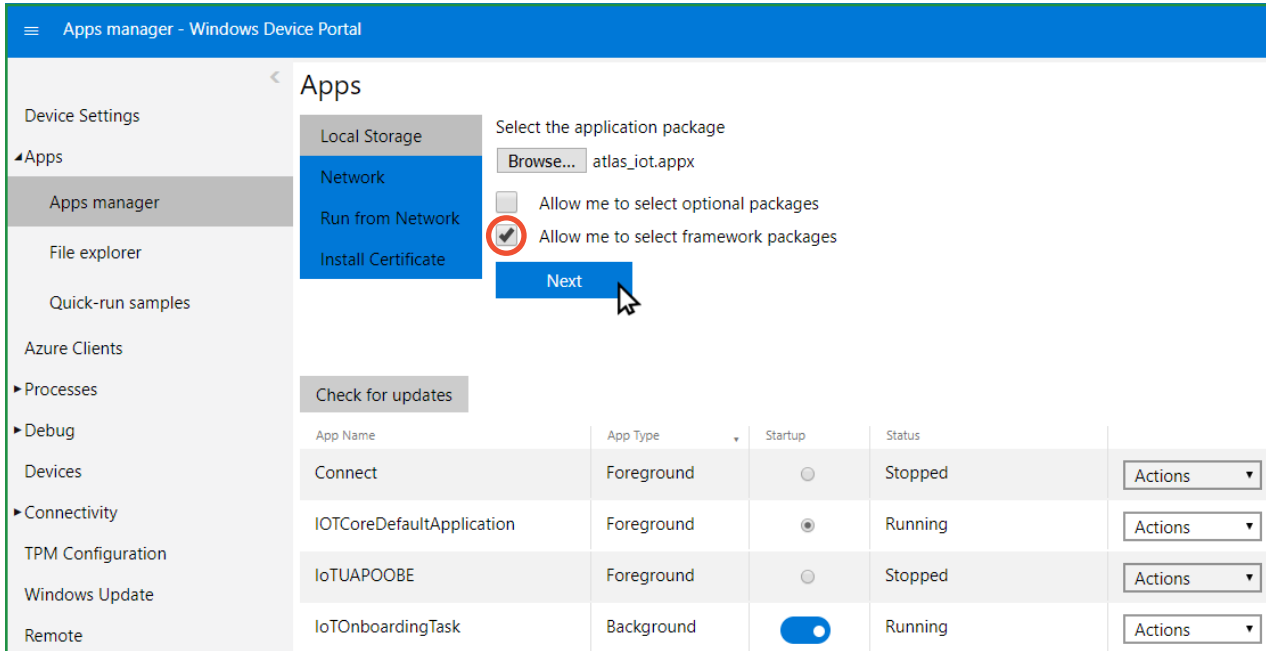 Apps manager - Windows Device Portal
Device Settings
Apps
Apps manager
File explorer
Quick-run samples
Azure Clients
Processes
Debug
Devices
Connectivity
TPM Configuration
Windows Update
Remote
Apps
Local Storage
Network
Run from Network
Install Certificate
Select the application package
Browse... atlas_iot.appx
Allow me to select optional packages
Allow me to select framework packages
Next
Check for updates
App Name App Type Startup Status
Connect Foreground Stopped Actions
IOTCoreDefaultApplication Foreground Running Actions
IoTUAPOOBE Foreground Stopped Actions
IoTOnboardingTask Background Running Actions